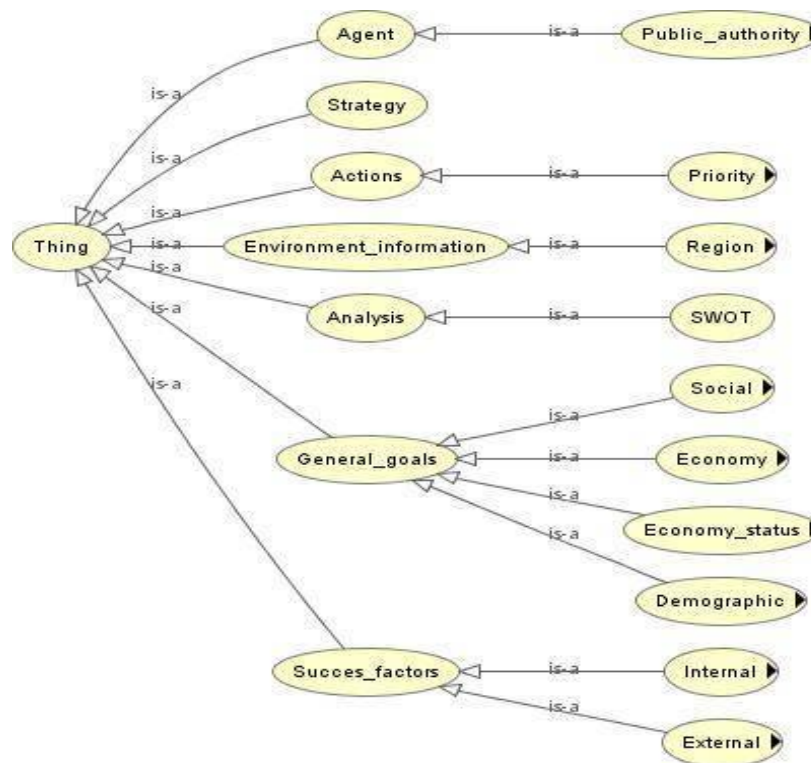 Agent
is-a
Public_authority
is-a
Strategy
is-a
Actions
is-a
Priority
is-a
Thing
is-a
Environment_information
is-a
Region
is-a
Analysis
is-a
SWOT
is-a
Social
is-a
is-a
General_goals
is-a
Economy
is-a
Economy_status
is-a
Demographic
Succes_factors
is-a
Internal
is-a
External